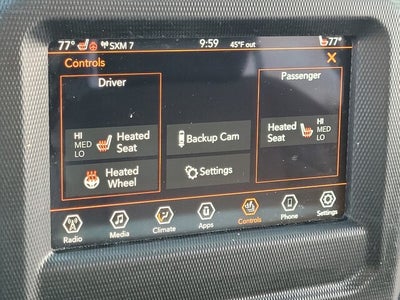 77° SXM 7 9:59 45°F out 77°
Controls X
Driver
Passenger
HI
MED
LO
Heated
Seat
Backup Cam
Heated
Seat
HI
MED
LO
Heated
Wheel
Settings
Radio Media Climate Apps Controls Phone Settings